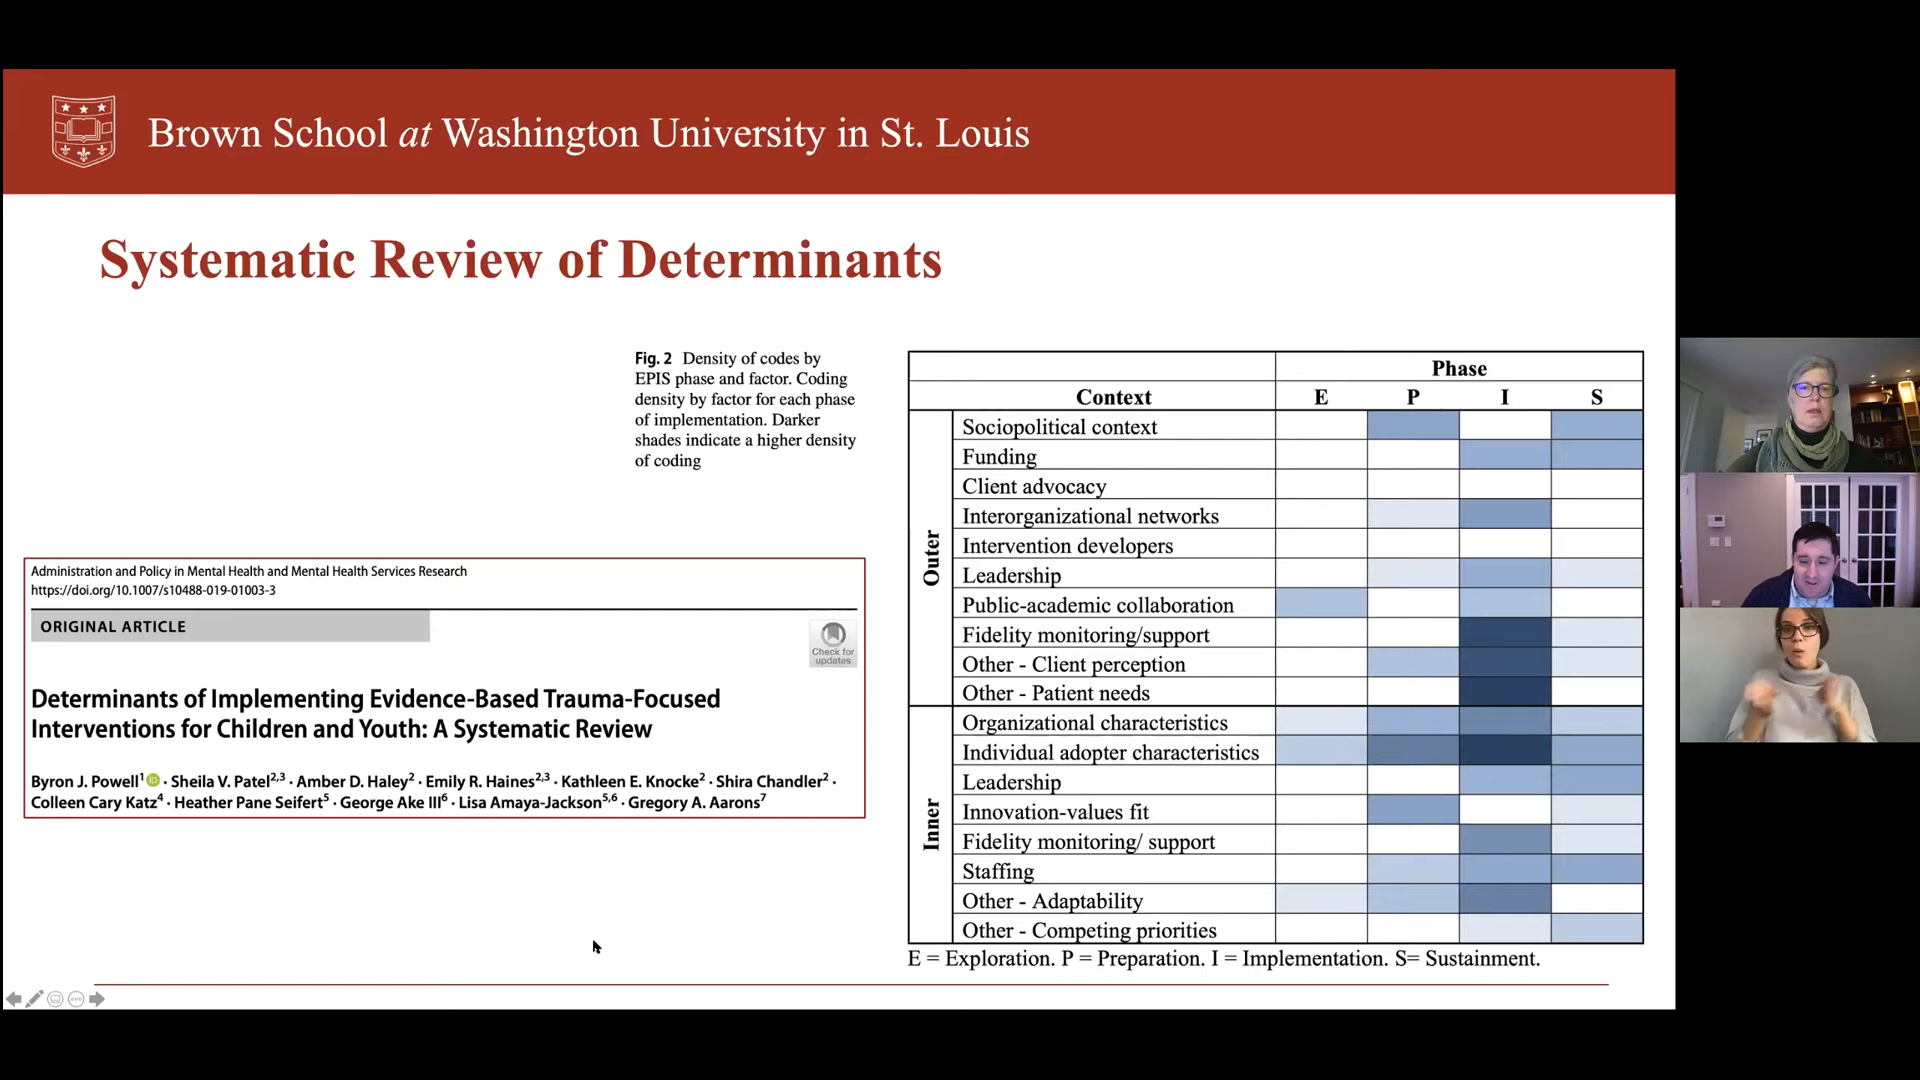 Brown School at Washington University in St. Louis
Systematic Review of Determinants
Fig. 2 Density of codes by
EPIS phase and factor. Coding
density by factor for each phase
of implementation. Darker
shades indicate a higher density
of coding
Administration and Policy in Mental Health and Mental Health Services Research
https://doi.org/10.1007/s10488-019-01003-3
ORIGINAL ARTICLE
Check for
updates
Determinants of Implementing Evidence-Based Trauma-Focused
Interventions for Children and Youth: A Systematic Review
Byron J. Powell1 iD · Sheila V. Patel2,3 · Amber D. Haley2 · Emily R. Haines2,3 · Kathleen E. Knocke2 · Shira Chandler2 ·
Colleen Cary Katz4 · Heather Pane Seifert5 · George Ake III6 · Lisa Amaya-Jackson5,6 · Gregory A. Aarons7
Phase
Context E P I S
Outer
Sociopolitical context
Funding
Client advocacy
Interorganizational networks
Intervention developers
Leadership
Public-academic collaboration
Fidelity monitoring/support
Other - Client perception
Other - Patient needs
Inner
Organizational characteristics
Individual adopter characteristics
Leadership
Innovation-values fit
Fidelity monitoring/ support
Staffing
Other - Adaptability
Other - Competing priorities
E = Exploration. P = Preparation. I = Implementation. S= Sustainment.